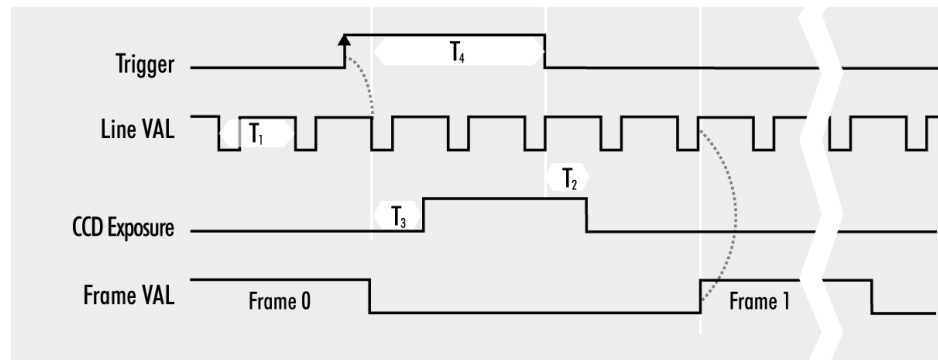 Trigger
T4
Line VAL
T1
T2
T3
CCD Exposure
Frame VAL
Frame 0
Frame 1